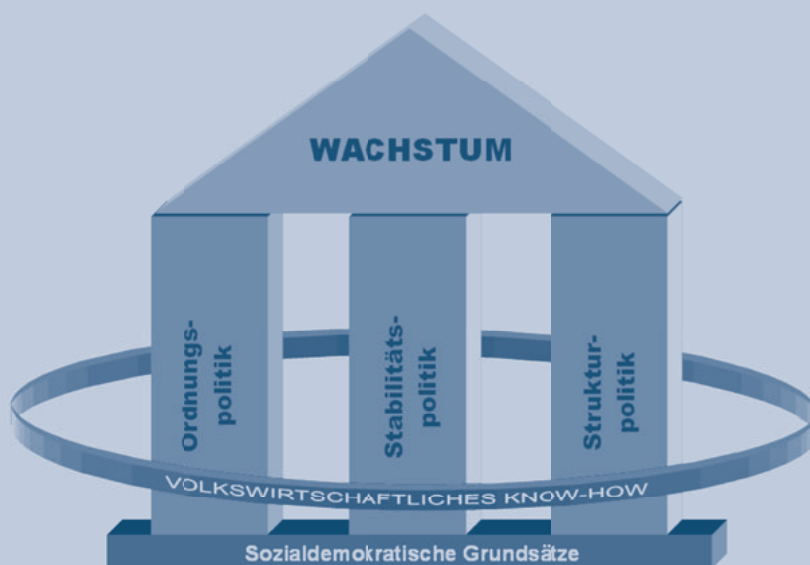 WACHSTUM
Ordnungs-
politik
Stabilitäts-
politik
Struktur-
politik
VOLKSWIRTSCHAFTLICHES KNOW-HOW
Sozialdemokratische Grundsätze